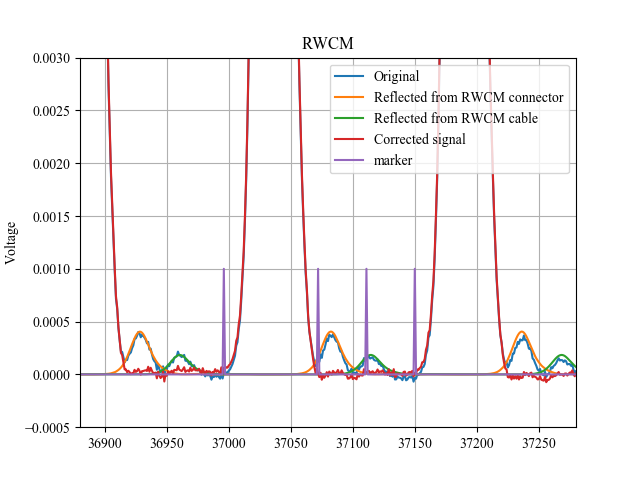 RWCM
Voltage
0.0030
0.0025
0.0020
0.0015
0.0010
0.0005
0.0000
−0.0005
36900 36950 37000 37050 37100 37150 37200 37250
Original
Reflected from RWCM connector
Reflected from RWCM cable
Corrected signal
marker